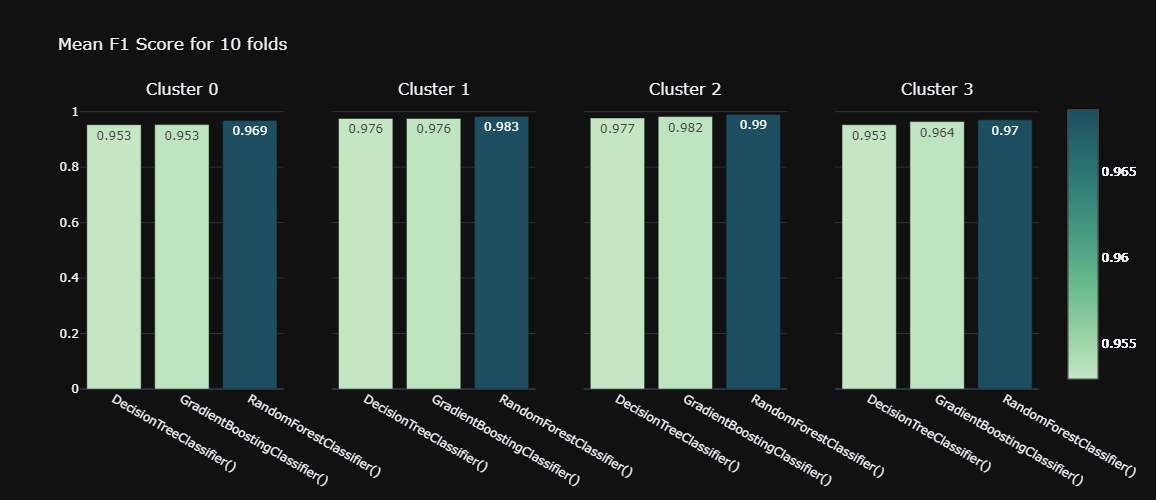 Mean F1 Score for 10 folds
Cluster 0
Cluster 1
Cluster 2
Cluster 3
1
0.8
0.6
0.4
0.2
0
0.953
0.953
0.969
0.976
0.976
0.983
0.977
0.982
0.99
0.953
0.964
0.97
0.965
0.96
0.955
DecisionTreeClassifier()
GradientBoostingClassifier()
RandomForestClassifier()
DecisionTreeClassifier()
GradientBoostingClassifier()
RandomForestClassifier()
DecisionTreeClassifier()
GradientBoostingClassifier()
RandomForestClassifier()
DecisionTreeClassifier()
GradientBoostingClassifier()
RandomForestClassifier()